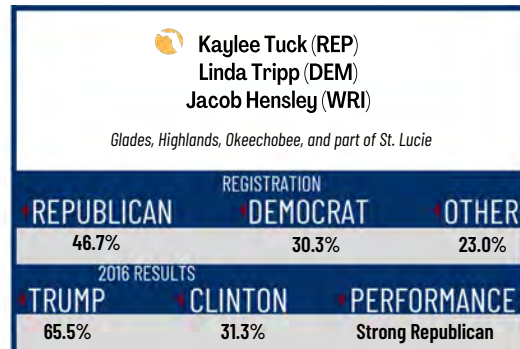 Kaylee Tuck (REP)
Linda Tripp (DEM)
Jacob Hensley (WRI)
Glades, Highlands, Okeechobee, and part of St. Lucie
REGISTRATION
REPUBLICAN DEMOCRAT OTHER
46.7% 30.3% 23.0%
2016 RESULTS
TRUMP CLINTON PERFORMANCE
65.5% 31.3% Strong Republican